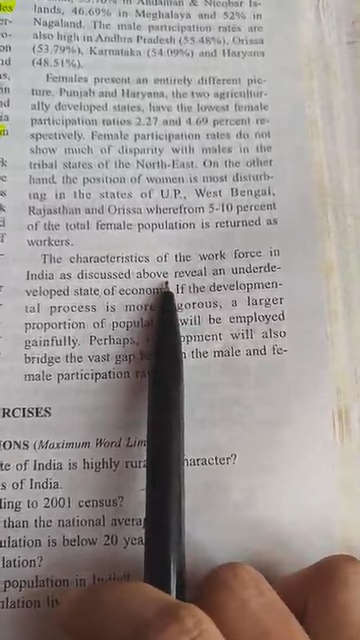 les
lands, 46.69% in Meghalaya and 52% in
Nagaland. The male participation rates are
also high in Andhra Pradesh (55.48%), Orissa
(53.79%), Karnataka (54.09%) and Haryana
(48.51%).
Females present an entirely different pic-
ture. Punjab and Haryana, the two agricultur-
ally developed states, have the lowest female
participation ratios 2.27 and 4.69 percent re-
spectively. Female participation rates do not
show much of disparity with males in the
tribal states of the North-East. On the other
hand, the position of women is most disturb-
ing in the states of U.P., West Bengal,
Rajasthan and Orissa wherefrom 5-10 percent
of the total female population is returned as
workers.
The characteristics of the work force in
India as discussed above reveal an underde-
veloped state of If the developmen-
tal process is more a larger
proportion of will be employed
gainfully. Perhaps, will also
bridge the vast gap the male and fe-
male participation
RCISES
IONS (Maximum Word
te of India is highly character?
s of India.
ling to 2001 census?
than the national
ulation is below 20
lation?
population in